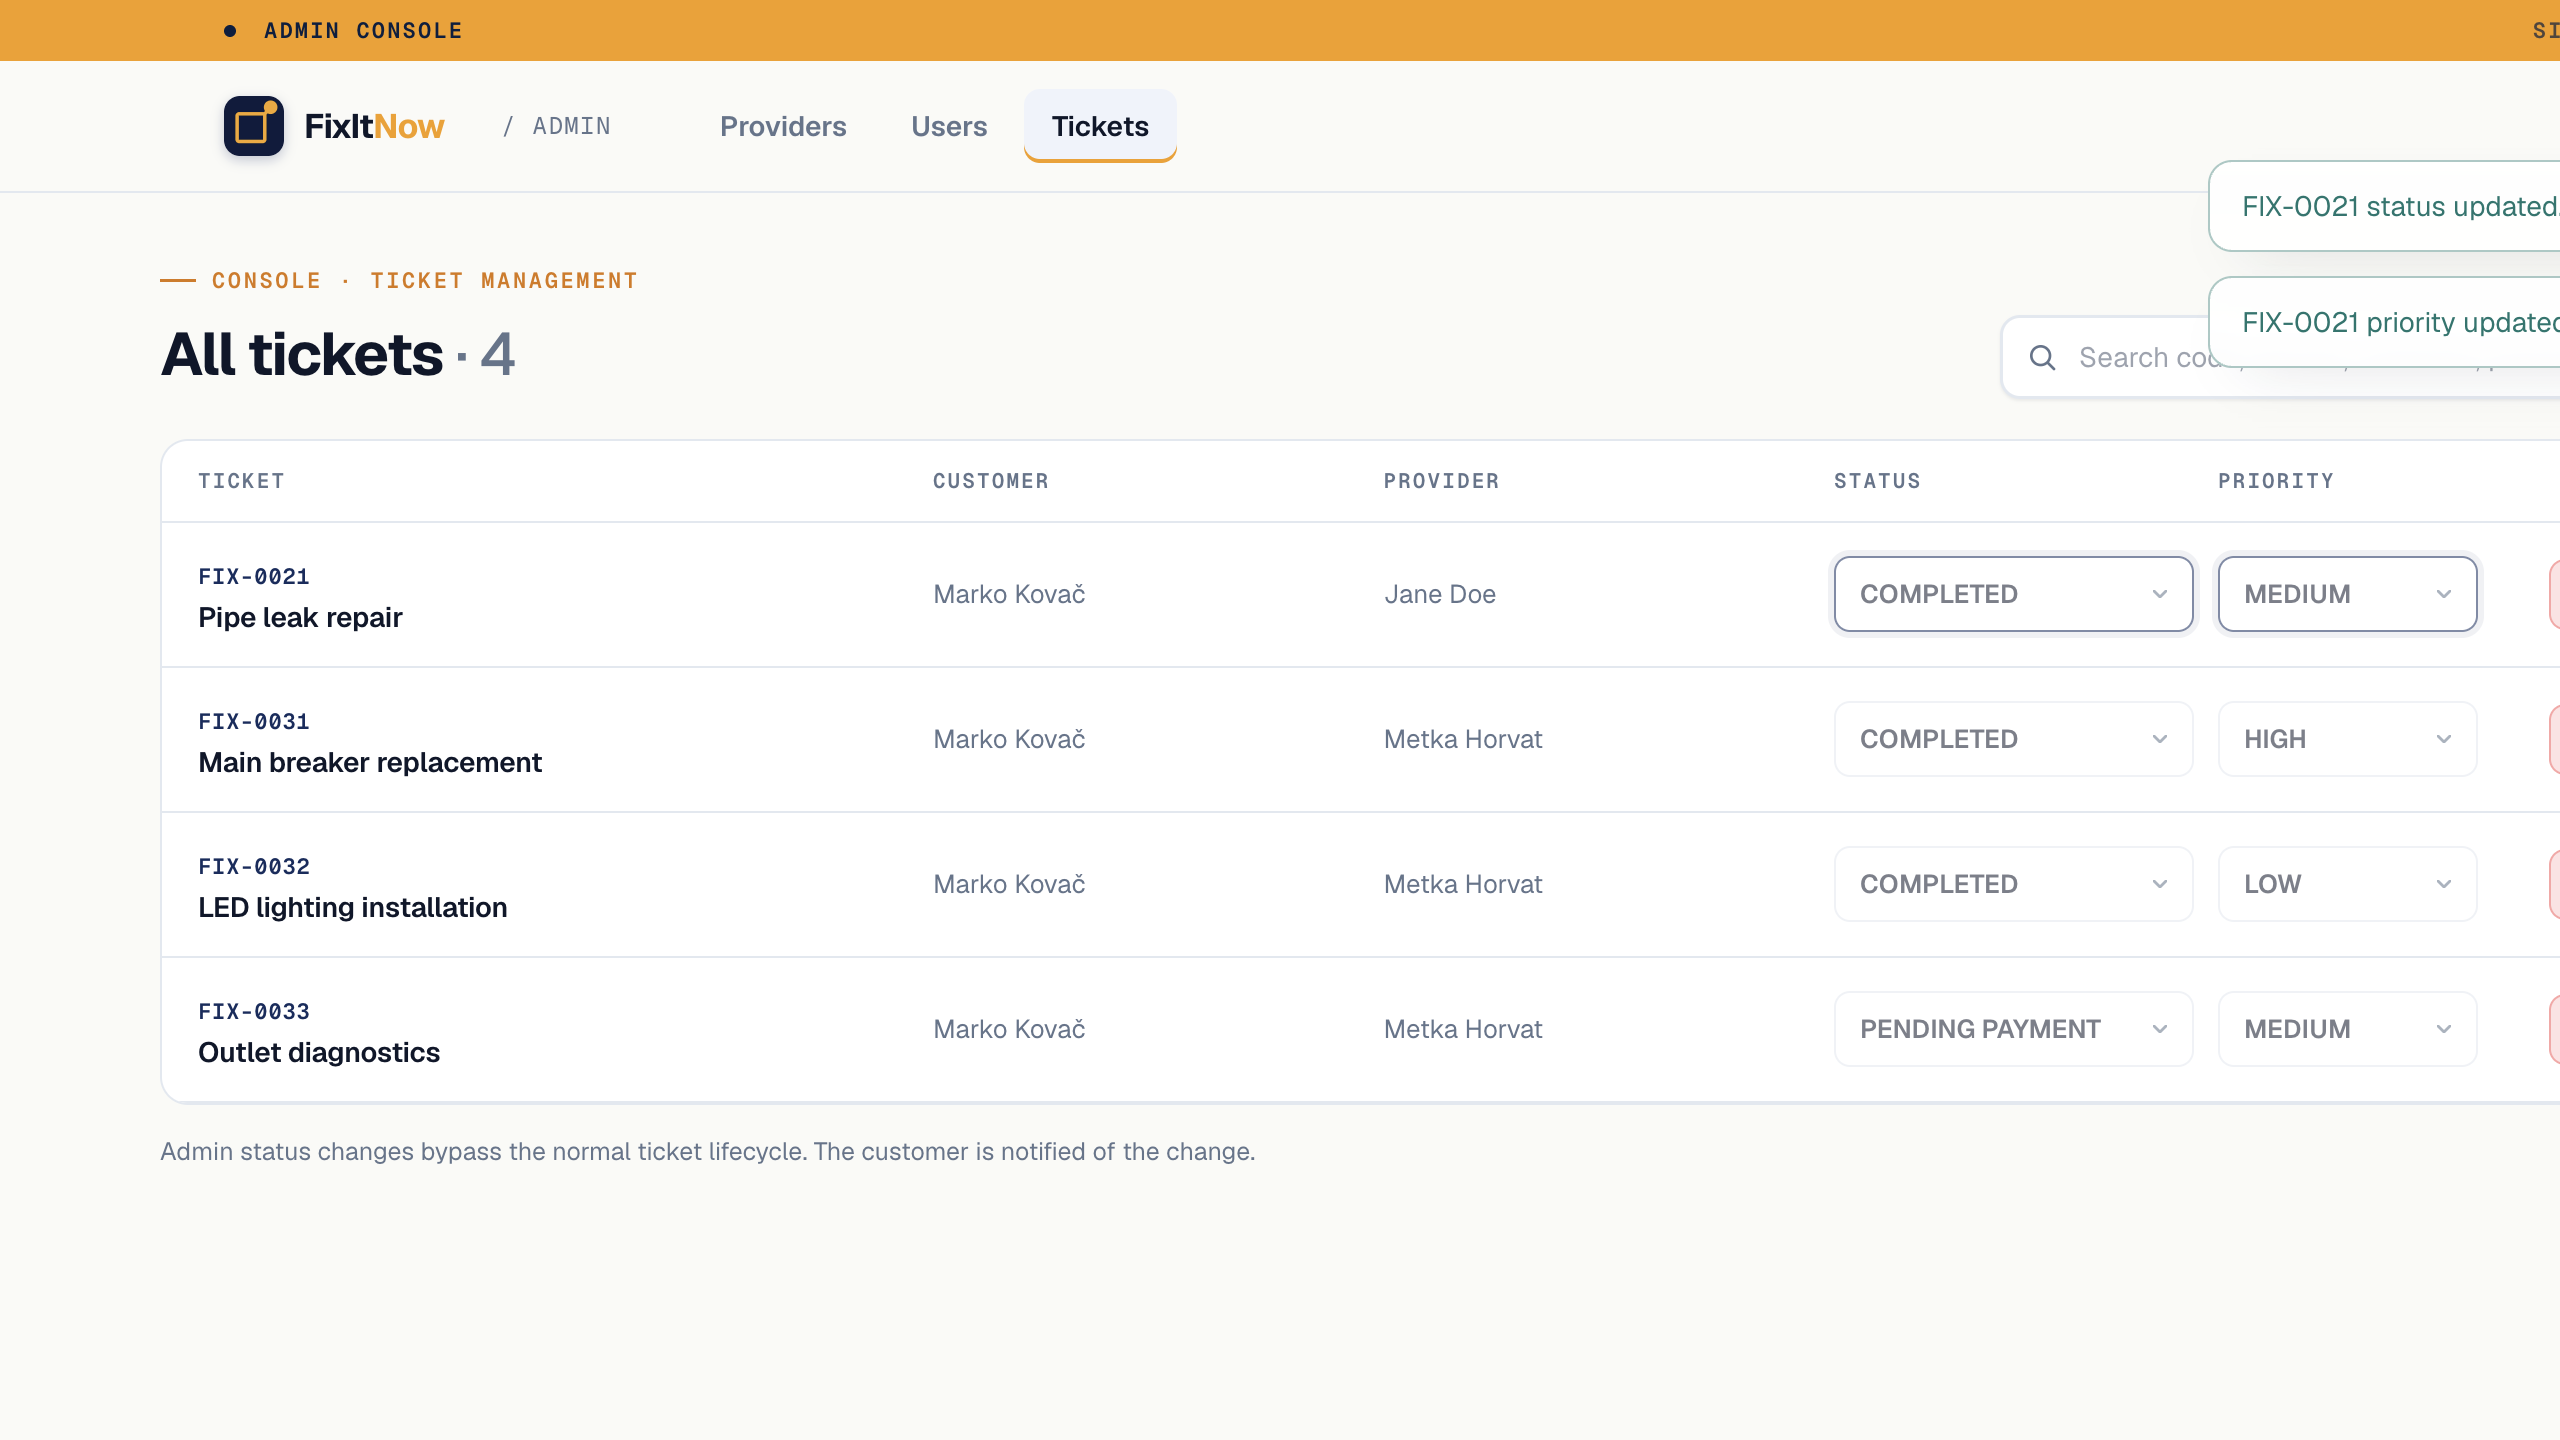 ADMIN CONSOLE
FixItNow / ADMIN Providers Users Tickets
FIX-0021 status updated.
CONSOLE · TICKET MANAGEMENT
FIX-0021 priority updated
All tickets · 4
Search
TICKET CUSTOMER PROVIDER STATUS PRIORITY
FIX-0021
Pipe leak repair
Marko Kovač Jane Doe COMPLETED MEDIUM
FIX-0031
Main breaker replacement
Marko Kovač Metka Horvat COMPLETED HIGH
FIX-0032
LED lighting installation
Marko Kovač Metka Horvat COMPLETED LOW
FIX-0033
Outlet diagnostics
Marko Kovač Metka Horvat PENDING PAYMENT MEDIUM
Admin status changes bypass the normal ticket lifecycle. The customer is notified of the change.